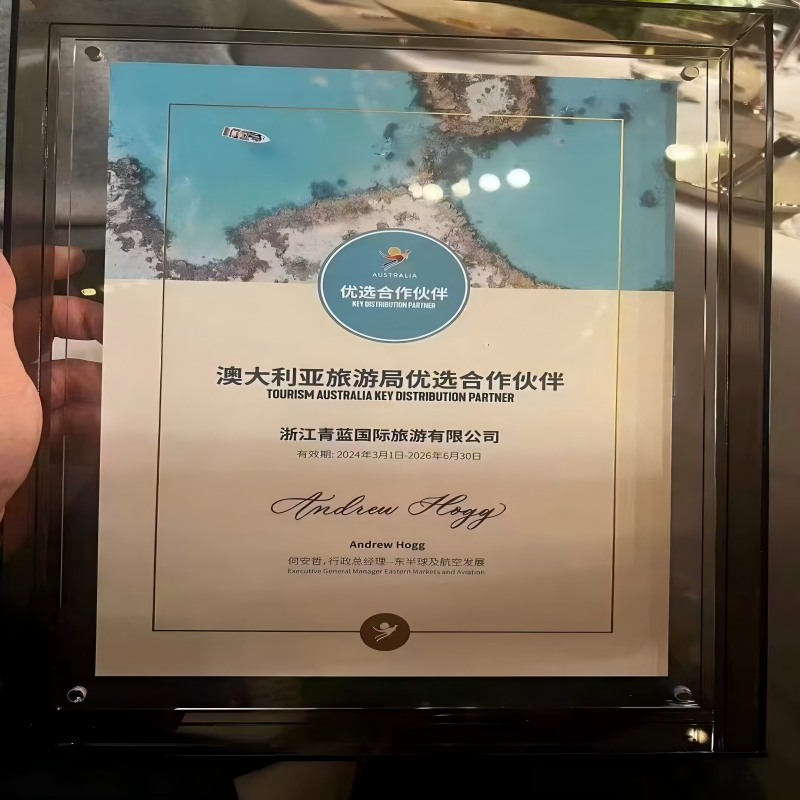 AUSTRALIA
优选合作伙伴
KEY DISTRIBUTION PARTNER
澳大利亚旅游局优选合作伙伴
TOURISM AUSTRALIA KEY DISTRIBUTION PARTNER
浙江青蓝国际旅游有限公司
有效期: 2024年3月1日-2026年6月30日
Andrew Hogg
Andrew Hogg
何安哲, 行政总经理–东半球及航空发展
Executive General Manager Eastern Markets and Aviation